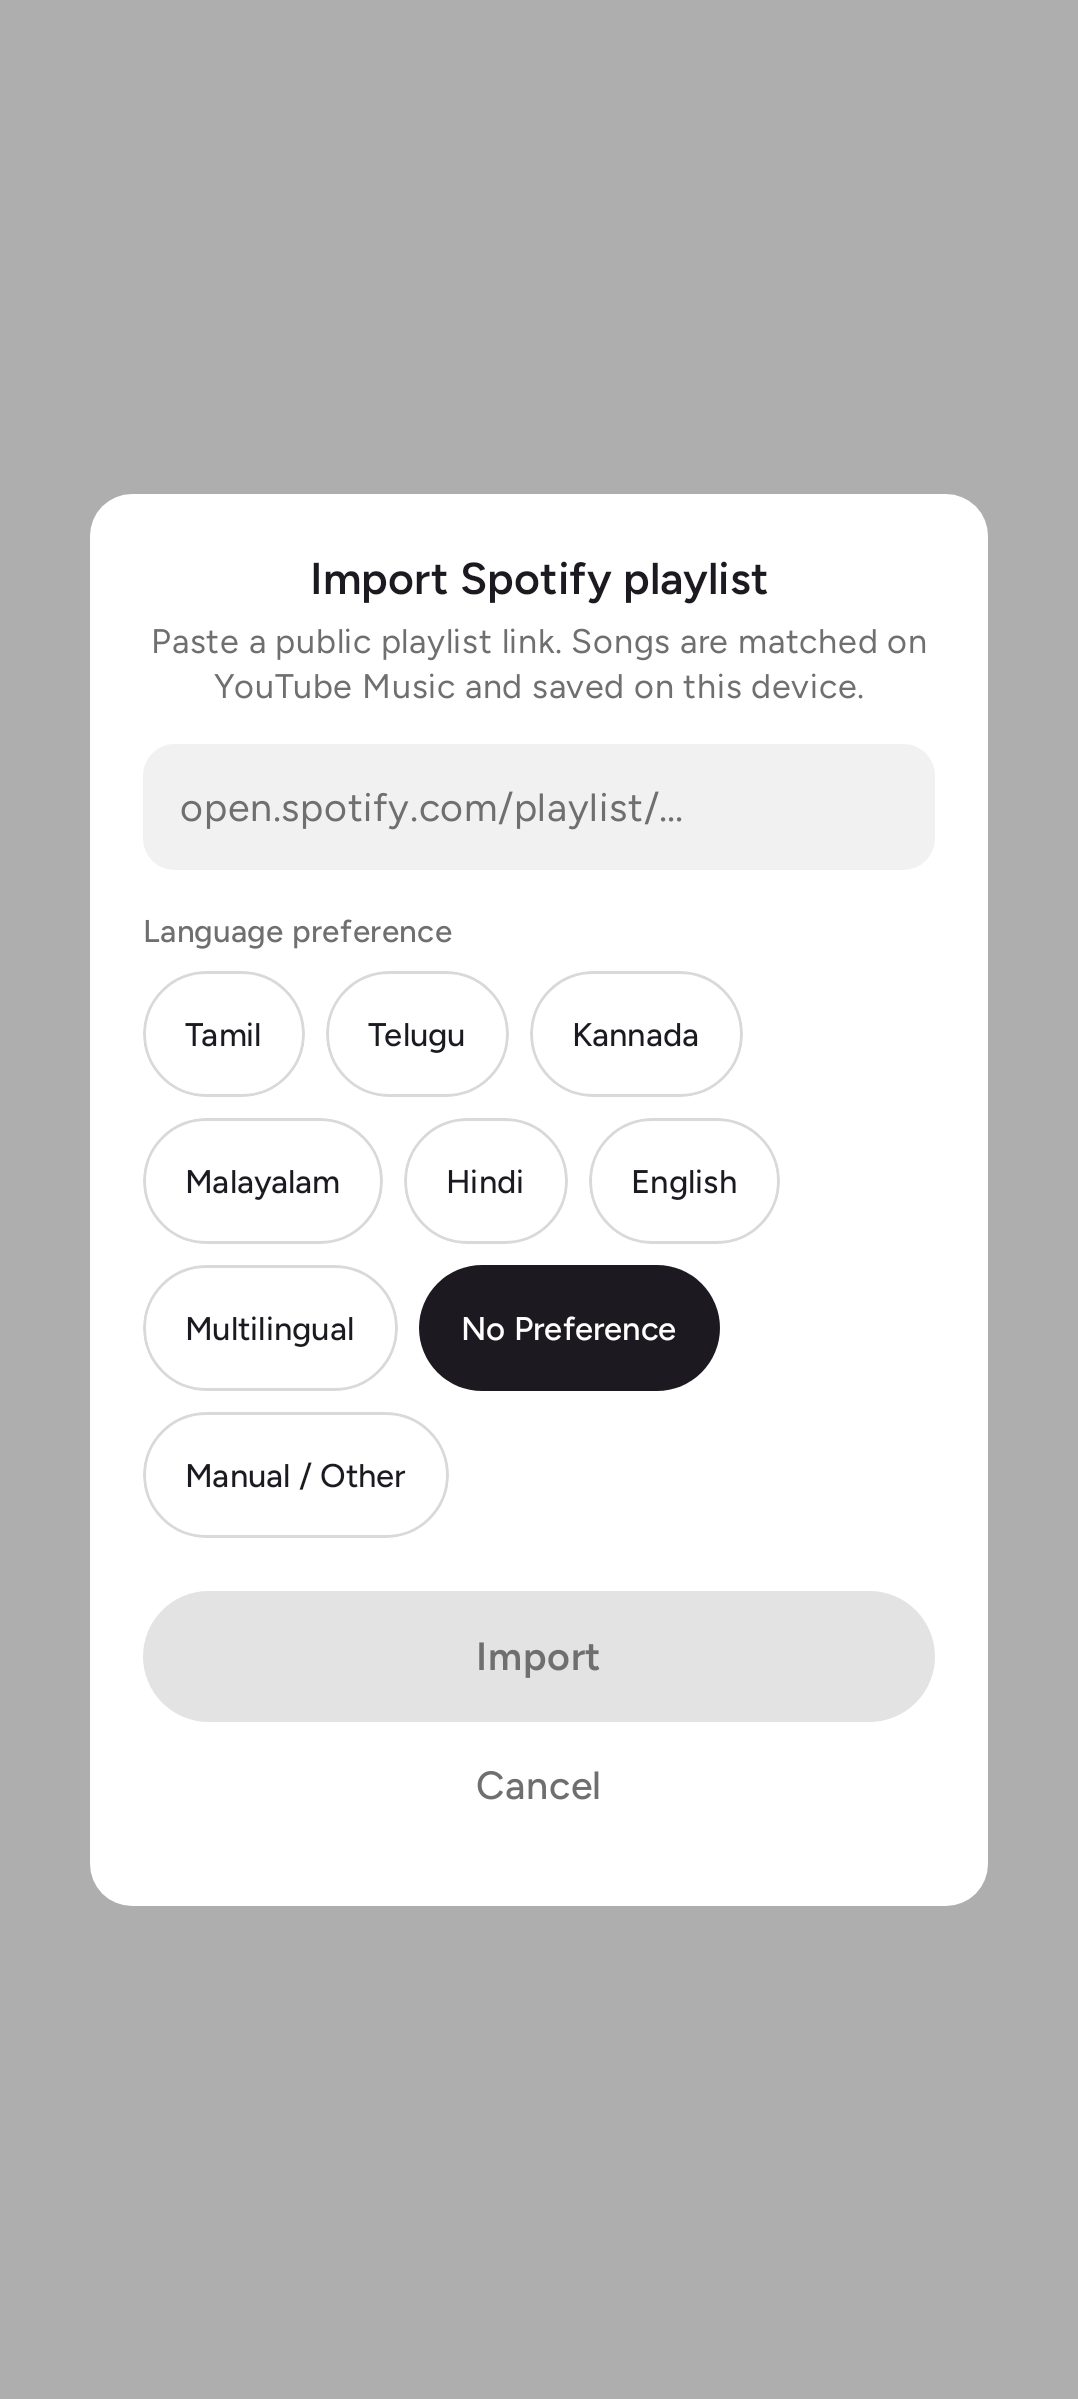 Import Spotify playlist
Paste a public playlist link. Songs are matched on
YouTube Music and saved on this device.
open.spotify.com/playlist/...
Language preference
Tamil Telugu Kannada
Malayalam Hindi English
Multilingual No Preference
Manual / Other
Import
Cancel